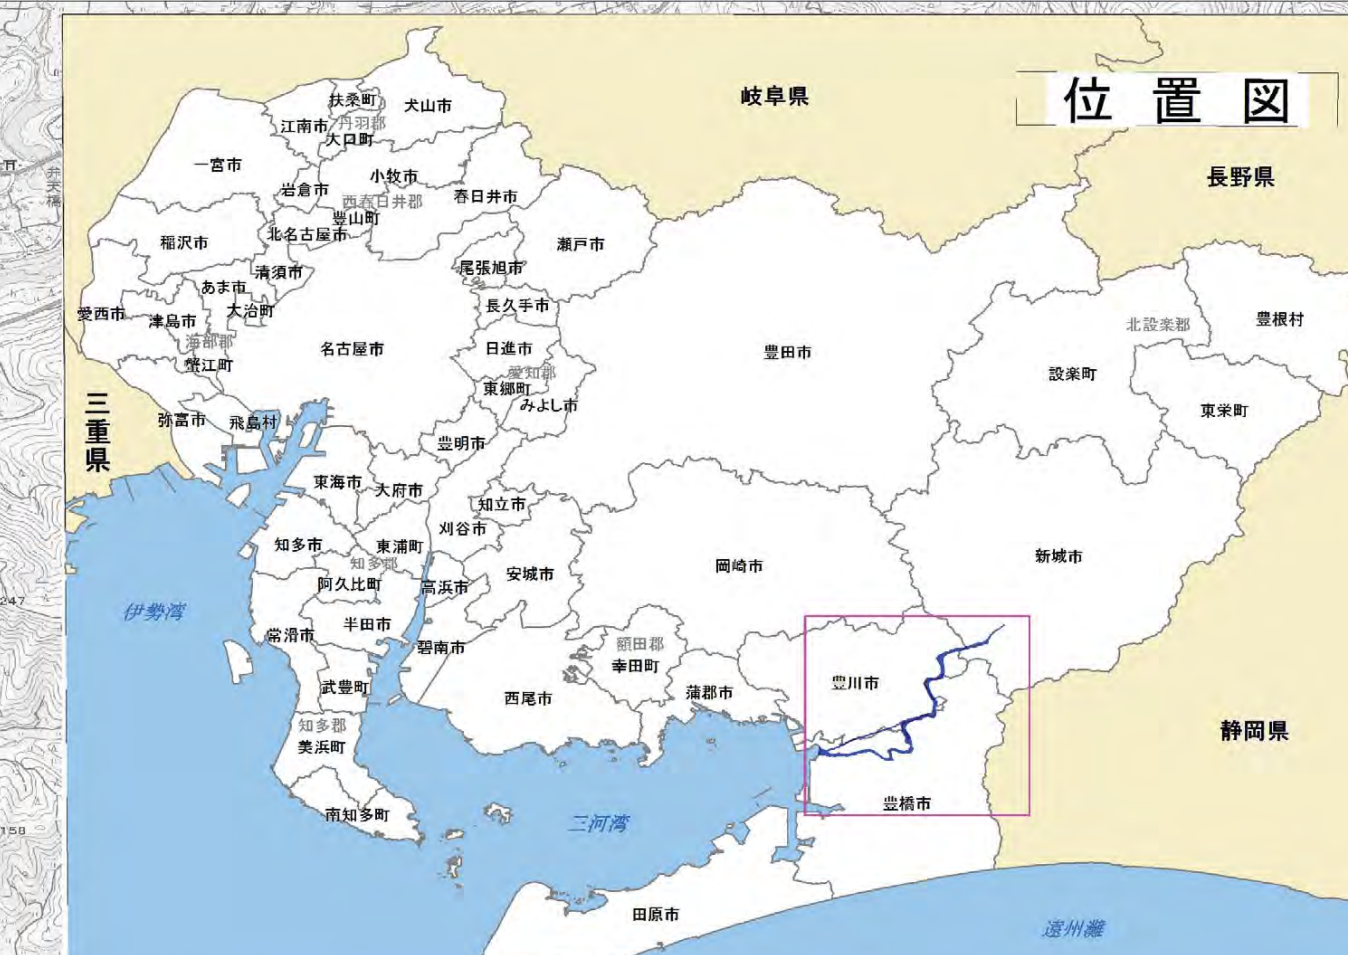 位置図
岐阜県
長野県
扶桑町
犬山市
丹羽郡
江南市
大口町
一宮市
小牧市
岩倉市
春日井市
西春日井郡
豊山町
北名古屋市
稲沢市
瀬戸市
尾張旭市
清須市
あま市
長久手市
大治町
愛西市
津島市
海部郡
蟹江町
名古屋市
日進市
愛知郡
東郷町
みよし市
豊田市
北設楽郡
豊根村
設楽町
東栄町
三重県
弥富市
飛島村
豊明市
東海市
大府市
知立市
刈谷市
知多市
東浦町
知多郡
阿久比町
高浜市
安城市
岡崎市
新城市
伊勢湾
半田市
常滑市
碧南市
額田郡
幸田町
武豊町
西尾市
蒲郡市
豊川市
知多郡
美浜町
静岡県
南知多町
三河湾
豊橋市
田原市
遠州灘
弁天橋
247
158